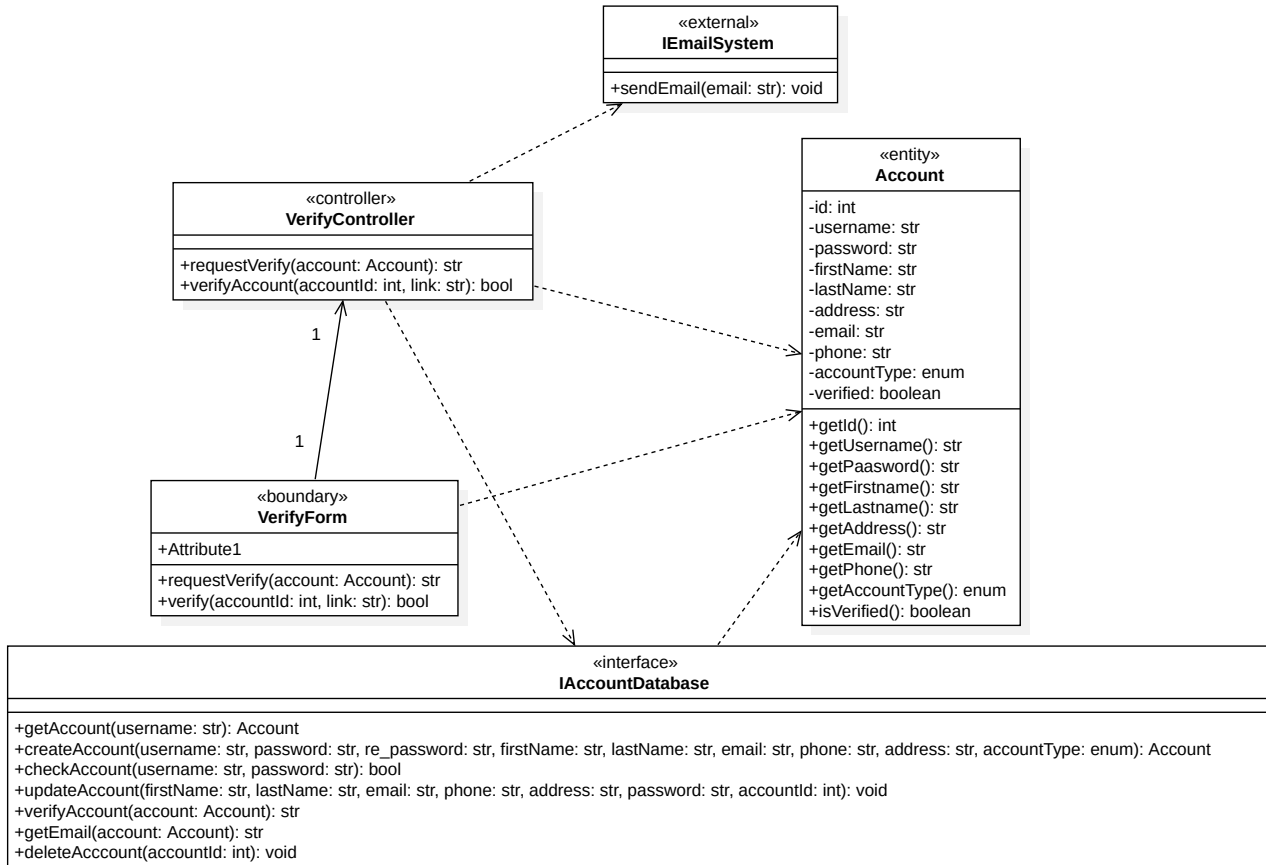 «external»
IEmailSystem
+sendEmail(email: str): void
«entity»
Account
-id: int
-username: str
-password: str
-firstName: str
-lastName: str
-address: str
-email: str
-phone: str
-accountType: enum
-verified: boolean
+getId(): int
+getUsername(): str
+getPaasword(): str
+getFirstname(): str
+getLastname(): str
+getAddress(): str
+getEmail(): str
+getPhone(): str
+getAccountType(): enum
+isVerified(): boolean
«controller»
VerifyController
+requestVerify(account: Account): str
+verifyAccount(accountId: int, link: str): bool
1
1
«boundary»
VerifyForm
+Attribute1
+requestVerify(account: Account): str
+verify(accountId: int, link: str): bool
«interface»
IAccountDatabase
+getAccount(username: str): Account
+createAccount(username: str, password: str, re_password: str, firstName: str, lastName: str, email: str, phone: str, address: str, accountType: enum): Account
+checkAccount(username: str, password: str): bool
+updateAccount(firstName: str, lastName: str, email: str, phone: str, address: str, password: str, accountId: int): void
+verifyAccount(account: Account): str
+getEmail(account: Account): str
+deleteAcccount(accountId: int): void